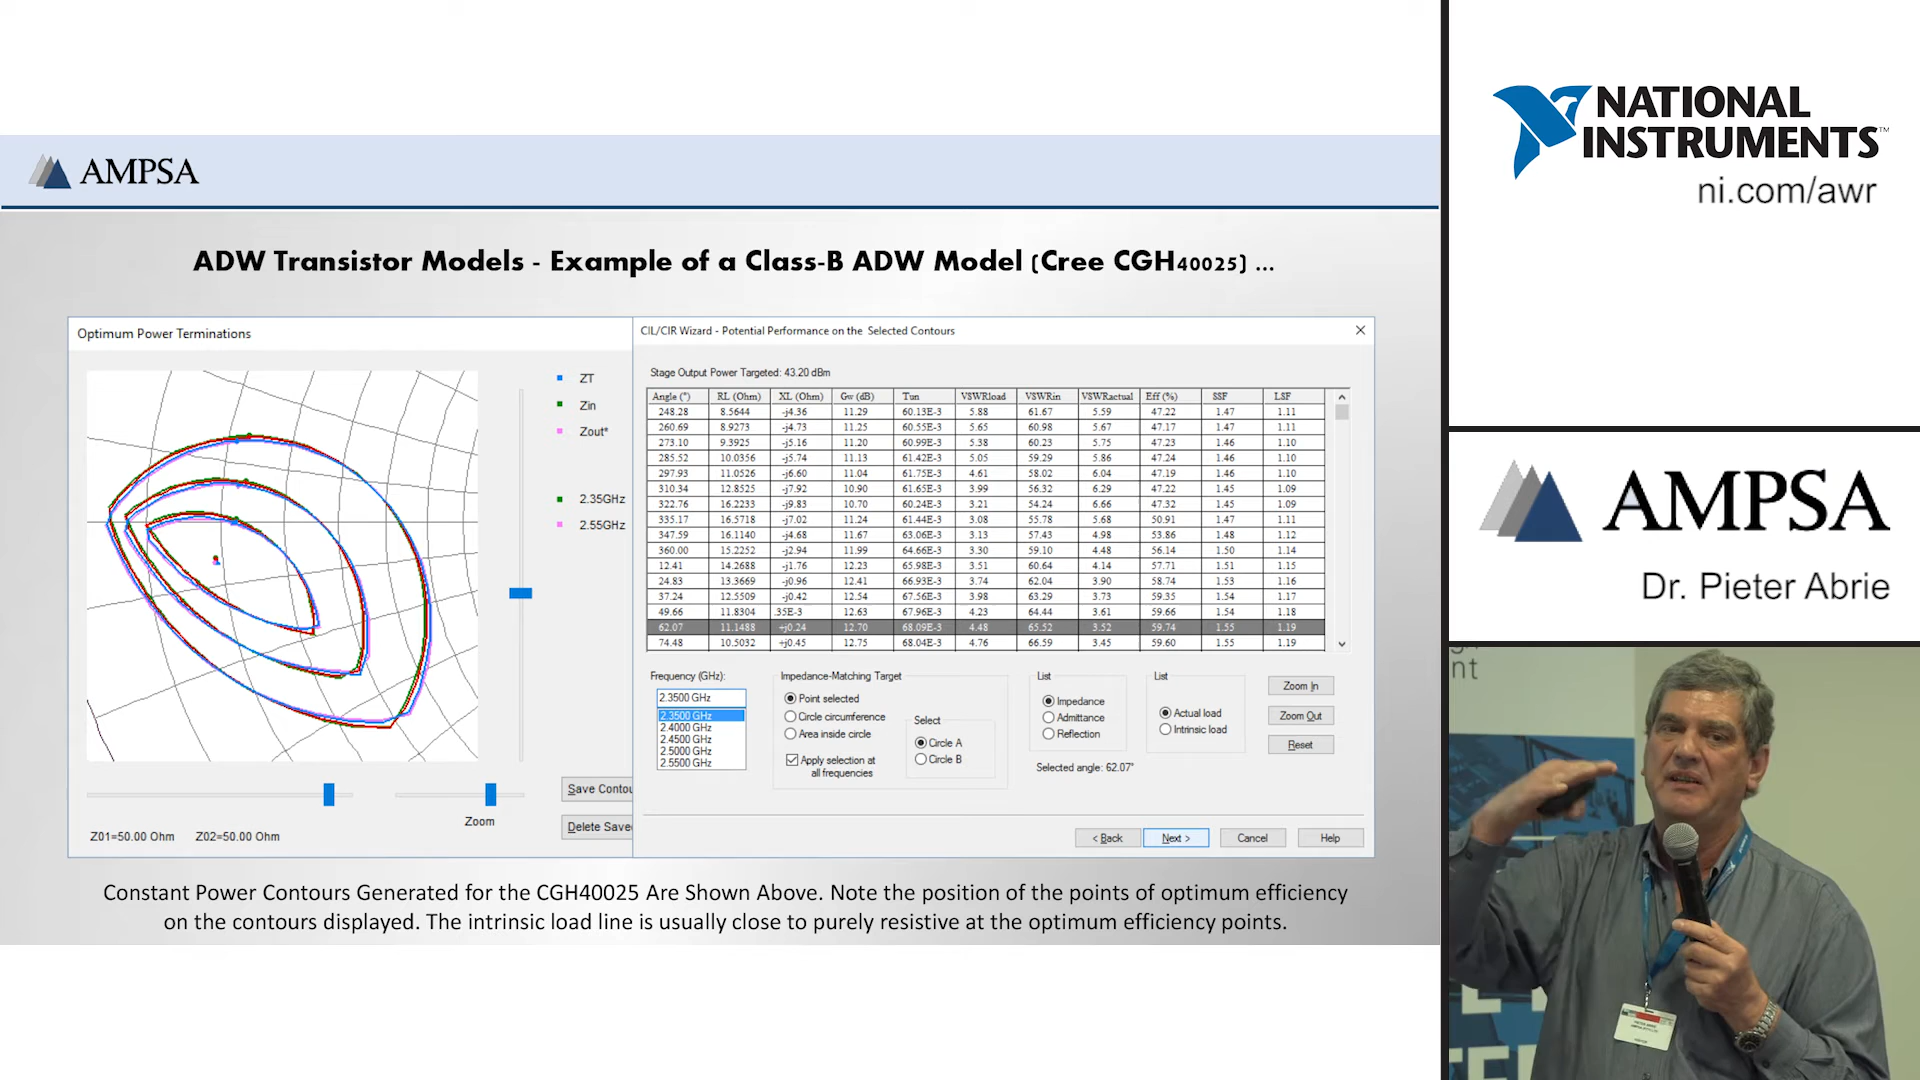 AMPSA
ADW Transistor Models - Example of a Class-B ADW Model (Cree CGH40025) ...
Optimum Power Terminations
ZT
Zin
Zout*
2.35GHz
2.55GHz
Save Contou
Delete Save
Zoom
Z01=50.00 Ohm Z02=50.00 Ohm
CIL/CIR Wizard - Potential Performance on the Selected Contours
Stage Output Power Targeted: 43.20 dBm
Angle (°) RL (Ohm) XL (Ohm) Gw (dB) Tun VSWRload VSWRin VSWRactual Eff (%) SSF LSF
248.28 8.5644 -j4.36 11.29 60.13E-3 5.88 61.67 5.59 47.22 1.47 1.11
260.69 8.9273 -j4.73 11.25 60.55E-3 5.65 60.98 5.67 47.17 1.47 1.11
273.10 9.3925 -j5.16 11.20 60.99E-3 5.38 60.23 5.75 47.23 1.46 1.10
285.52 10.0356 -j5.74 11.13 61.42E-3 5.05 59.29 5.86 47.24 1.46 1.10
297.93 11.0526 -j6.60 11.04 61.75E-3 4.61 58.02 6.04 47.19 1.46 1.10
310.34 12.8525 -j7.92 10.90 61.65E-3 3.99 56.32 6.29 47.22 1.45 1.09
322.76 16.2233 -j9.83 10.70 60.24E-3 3.21 54.24 6.66 47.32 1.45 1.09
335.17 16.5718 -j7.02 11.24 61.44E-3 3.08 55.78 5.68 50.91 1.47 1.11
347.59 16.1140 -j4.68 11.67 63.06E-3 3.13 57.43 4.98 53.86 1.48 1.12
360.00 15.2252 -j2.94 11.99 64.66E-3 3.30 59.10 4.48 56.14 1.50 1.14
12.41 14.2688 -j1.76 12.23 65.98E-3 3.51 60.64 4.14 57.71 1.51 1.15
24.83 13.3669 -j0.96 12.41 66.93E-3 3.74 62.04 3.90 58.74 1.53 1.16
37.24 12.5509 -j0.42 12.54 67.56E-3 3.98 63.29 3.73 59.35 1.54 1.17
49.66 11.8304 .35E-3 12.63 67.96E-3 4.23 64.44 3.61 59.66 1.54 1.18
62.07 11.1488 +j0.24 12.70 68.09E-3 4.48 65.52 3.52 59.74 1.55 1.19
74.48 10.5032 +j0.45 12.75 68.04E-3 4.76 66.59 3.45 59.60 1.55 1.19
Frequency (GHz):
2.3500 GHz
2.3500 GHz
2.4000 GHz
2.4500 GHz
2.5000 GHz
2.5500 GHz
Impedance-Matching Target
Point selected
Circle circumference
Area inside circle
Apply selection at
all frequencies
Select
Circle A
Circle B
List
Impedance
Admittance
Reflection
Selected angle: 62.07°
List
Actual load
Intrinsic load
Zoom In
Zoom Out
Reset
< Back
Next >
Cancel
Help
Constant Power Contours Generated for the CGH40025 Are Shown Above. Note the position of the points of optimum efficiency
on the contours displayed. The intrinsic load line is usually close to purely resistive at the optimum efficiency points.
NATIONAL
INSTRUMENTS™
ni.com/awr
AMPSA
Dr. Pieter Abrie
nt